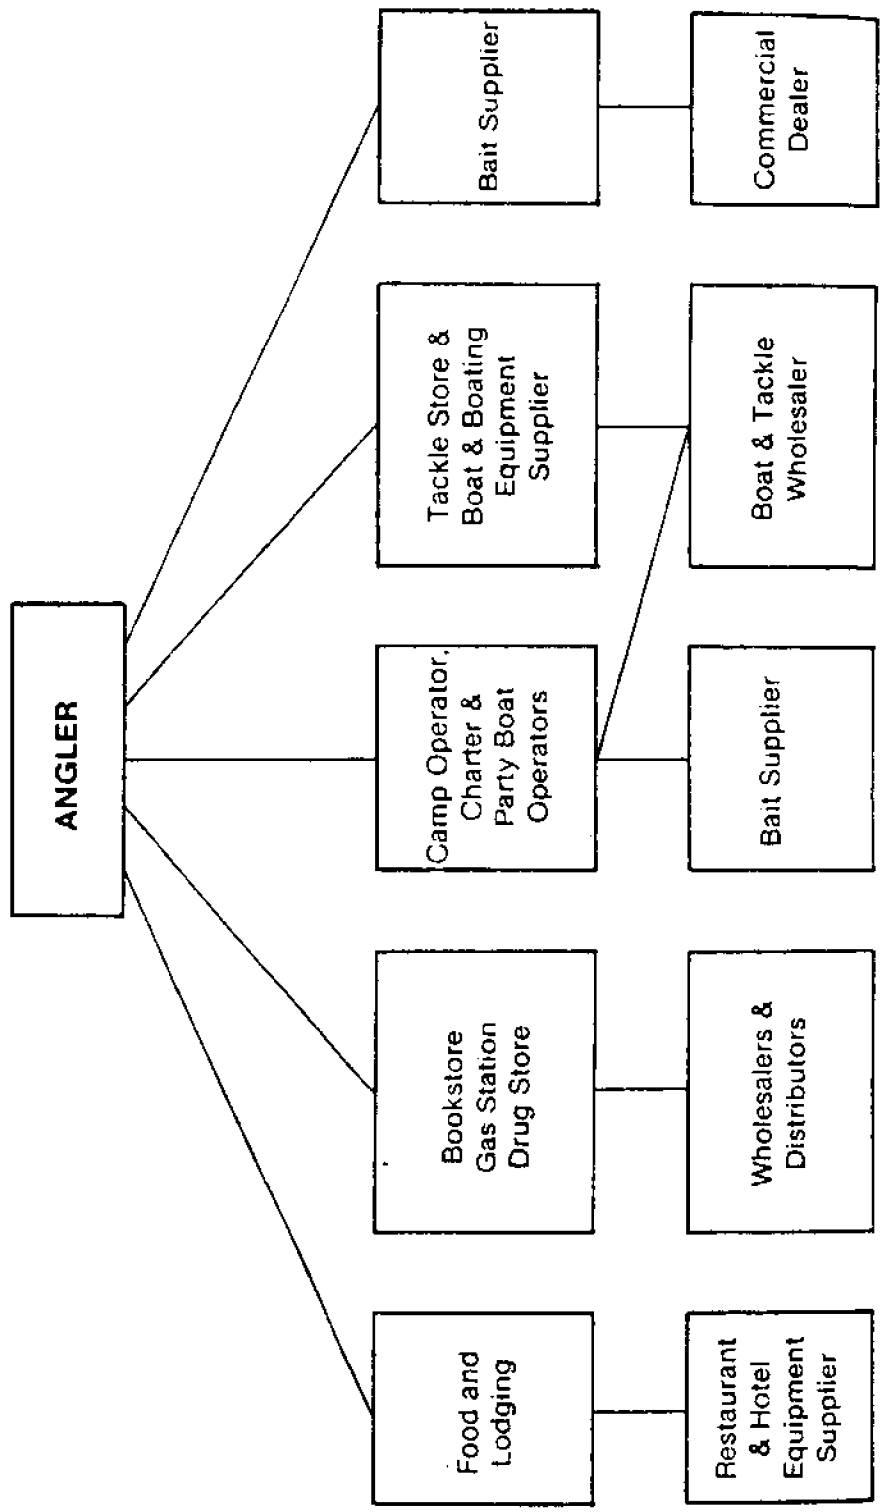 ANGLER
Food and
Lodging
Bookstore
Gas Station
Drug Store
Camp Operator,
Charter &
Party Boat
Operators
Tackle Store &
Boat & Boating
Equipment
Supplier
Bait Supplier
Restaurant
& Hotel
Equipment
Supplier
Wholesalers &
Distributors
Bait Supplier
Boat & Tackle
Wholesaler
Commercial
Dealer